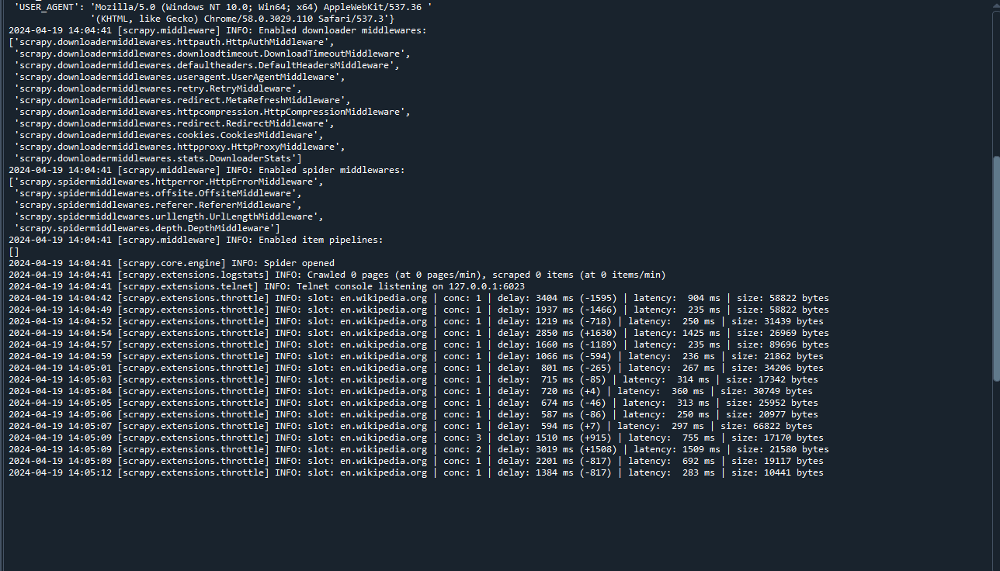 'USER_AGENT': 'Mozilla/5.0 (Windows NT 10.0; Win64; x64) AppleWebKit/537.36 '
'(KHTML, like Gecko) Chrome/58.0.3029.110 Safari/537.3'}
2024-04-19 14:04:41 [scrapy.middleware] INFO: Enabled downloader middlewares:
['scrapy.downloadermiddlewares.httpauth.HttpAuthMiddleware',
'scrapy.downloadermiddlewares.downloadtimeout.DownloadTimeoutMiddleware',
'scrapy.downloadermiddlewares.defaultheaders.DefaultHeadersMiddleware',
'scrapy.downloadermiddlewares.useragent.UserAgentMiddleware',
'scrapy.downloadermiddlewares.retry.RetryMiddleware',
'scrapy.downloadermiddlewares.redirect.MetaRefreshMiddleware',
'scrapy.downloadermiddlewares.httpcompression.HttpCompressionMiddleware',
'scrapy.downloadermiddlewares.redirect.RedirectMiddleware',
'scrapy.downloadermiddlewares.cookies.CookiesMiddleware',
'scrapy.downloadermiddlewares.httpproxy.HttpProxyMiddleware',
'scrapy.downloadermiddlewares.stats.DownloaderStats']
2024-04-19 14:04:41 [scrapy.middleware] INFO: Enabled spider middlewares:
['scrapy.spidermiddlewares.httperror.HttpErrorMiddleware',
'scrapy.spidermiddlewares.offsite.OffsiteMiddleware',
'scrapy.spidermiddlewares.referer.RefererMiddleware',
'scrapy.spidermiddlewares.urllength.UrlLengthMiddleware',
'scrapy.spidermiddlewares.depth.DepthMiddleware']
2024-04-19 14:04:41 [scrapy.middleware] INFO: Enabled item pipelines:
[]
2024-04-19 14:04:41 [scrapy.core.engine] INFO: Spider opened
2024-04-19 14:04:41 [scrapy.extensions.logstats] INFO: Crawled 0 pages (at 0 pages/min), scraped 0 items (at 0 items/min)
2024-04-19 14:04:41 [scrapy.extensions.telnet] INFO: Telnet console listening on 127.0.0.1:6023
2024-04-19 14:04:42 [scrapy.extensions.throttle] INFO: slot: en.wikipedia.org | conc: 1 | delay: 3404 ms (-1595) | latency:  904 ms | size: 58822 bytes
2024-04-19 14:04:49 [scrapy.extensions.throttle] INFO: slot: en.wikipedia.org | conc: 1 | delay: 1937 ms (-1466) | latency:  235 ms | size: 58822 bytes
2024-04-19 14:04:52 [scrapy.extensions.throttle] INFO: slot: en.wikipedia.org | conc: 1 | delay: 1219 ms (-718) | latency:  250 ms | size: 31439 bytes
2024-04-19 14:04:54 [scrapy.extensions.throttle] INFO: slot: en.wikipedia.org | conc: 1 | delay: 2850 ms (+1630) | latency: 1425 ms | size: 26969 bytes
2024-04-19 14:04:57 [scrapy.extensions.throttle] INFO: slot: en.wikipedia.org | conc: 1 | delay: 1660 ms (-1189) | latency:  235 ms | size: 89696 bytes
2024-04-19 14:04:59 [scrapy.extensions.throttle] INFO: slot: en.wikipedia.org | conc: 1 | delay: 1066 ms (-594) | latency:  236 ms | size: 21862 bytes
2024-04-19 14:05:01 [scrapy.extensions.throttle] INFO: slot: en.wikipedia.org | conc: 1 | delay:  801 ms (-265) | latency:  267 ms | size: 34206 bytes
2024-04-19 14:05:03 [scrapy.extensions.throttle] INFO: slot: en.wikipedia.org | conc: 1 | delay:  715 ms (-85) | latency:  314 ms | size: 17342 bytes
2024-04-19 14:05:04 [scrapy.extensions.throttle] INFO: slot: en.wikipedia.org | conc: 1 | delay:  720 ms (+4) | latency:  360 ms | size: 30749 bytes
2024-04-19 14:05:05 [scrapy.extensions.throttle] INFO: slot: en.wikipedia.org | conc: 1 | delay:  674 ms (-46) | latency:  313 ms | size: 25952 bytes
2024-04-19 14:05:06 [scrapy.extensions.throttle] INFO: slot: en.wikipedia.org | conc: 1 | delay:  587 ms (-86) | latency:  250 ms | size: 20977 bytes
2024-04-19 14:05:07 [scrapy.extensions.throttle] INFO: slot: en.wikipedia.org | conc: 1 | delay:  594 ms (+7) | latency:  297 ms | size: 66822 bytes
2024-04-19 14:05:09 [scrapy.extensions.throttle] INFO: slot: en.wikipedia.org | conc: 3 | delay: 1510 ms (+915) | latency:  755 ms | size: 17170 bytes
2024-04-19 14:05:09 [scrapy.extensions.throttle] INFO: slot: en.wikipedia.org | conc: 2 | delay: 3019 ms (+1508) | latency: 1509 ms | size: 21580 bytes
2024-04-19 14:05:09 [scrapy.extensions.throttle] INFO: slot: en.wikipedia.org | conc: 1 | delay: 2201 ms (-817) | latency:  692 ms | size: 19117 bytes
2024-04-19 14:05:12 [scrapy.extensions.throttle] INFO: slot: en.wikipedia.org | conc: 1 | delay: 1384 ms (-817) | latency:  283 ms | size: 10441 bytes